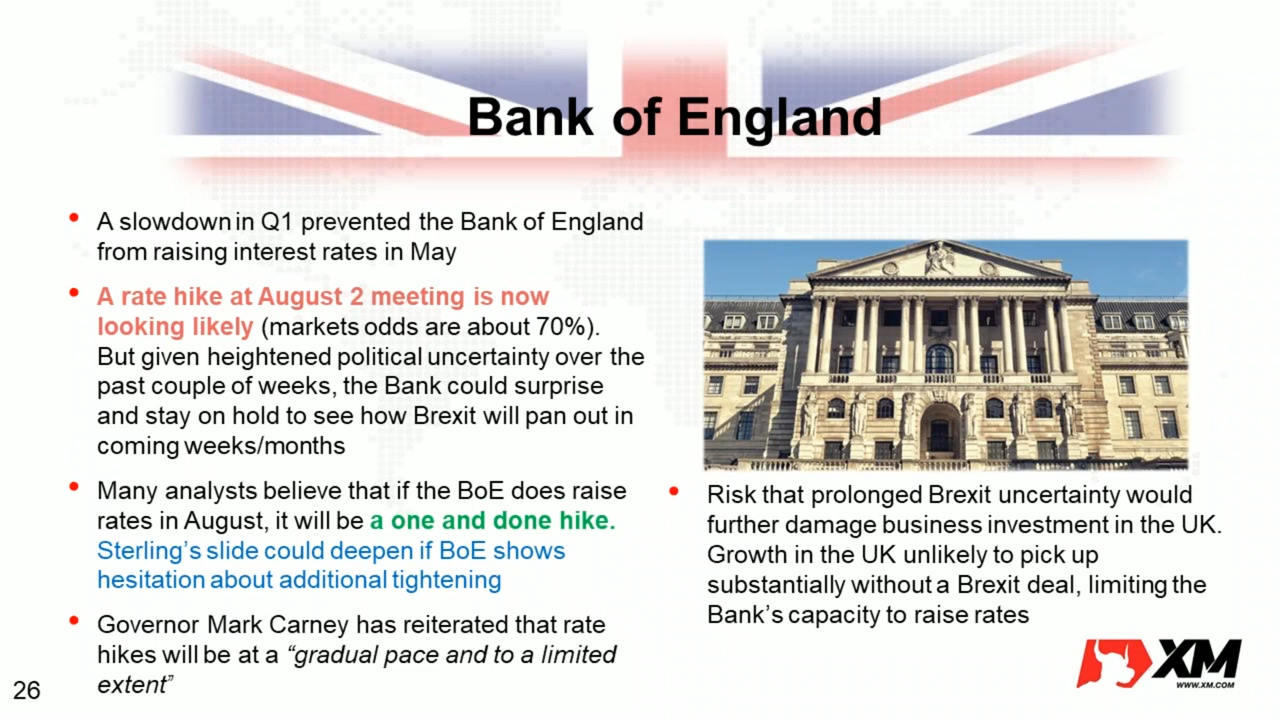 Bank of England
A slowdown in Q1 prevented the Bank of England
from raising interest rates in May
A rate hike at August 2 meeting is now
looking likely (markets odds are about 70%).
But given heightened political uncertainty over the
past couple of weeks, the Bank could surprise
and stay on hold to see how Brexit will pan out in
coming weeks/months
Many analysts believe that if the BoE does raise
rates in August, it will be a one and done hike.
Sterling's slide could deepen if BoE shows
hesitation about additional tightening
Governor Mark Carney has reiterated that rate
hikes will be at a “gradual pace and to a limited
extent”
Risk that prolonged Brexit uncertainty would
further damage business investment in the UK.
Growth in the UK unlikely to pick up
substantially without a Brexit deal, limiting the
Bank's capacity to raise rates
XM
WWW.XM.COM
26